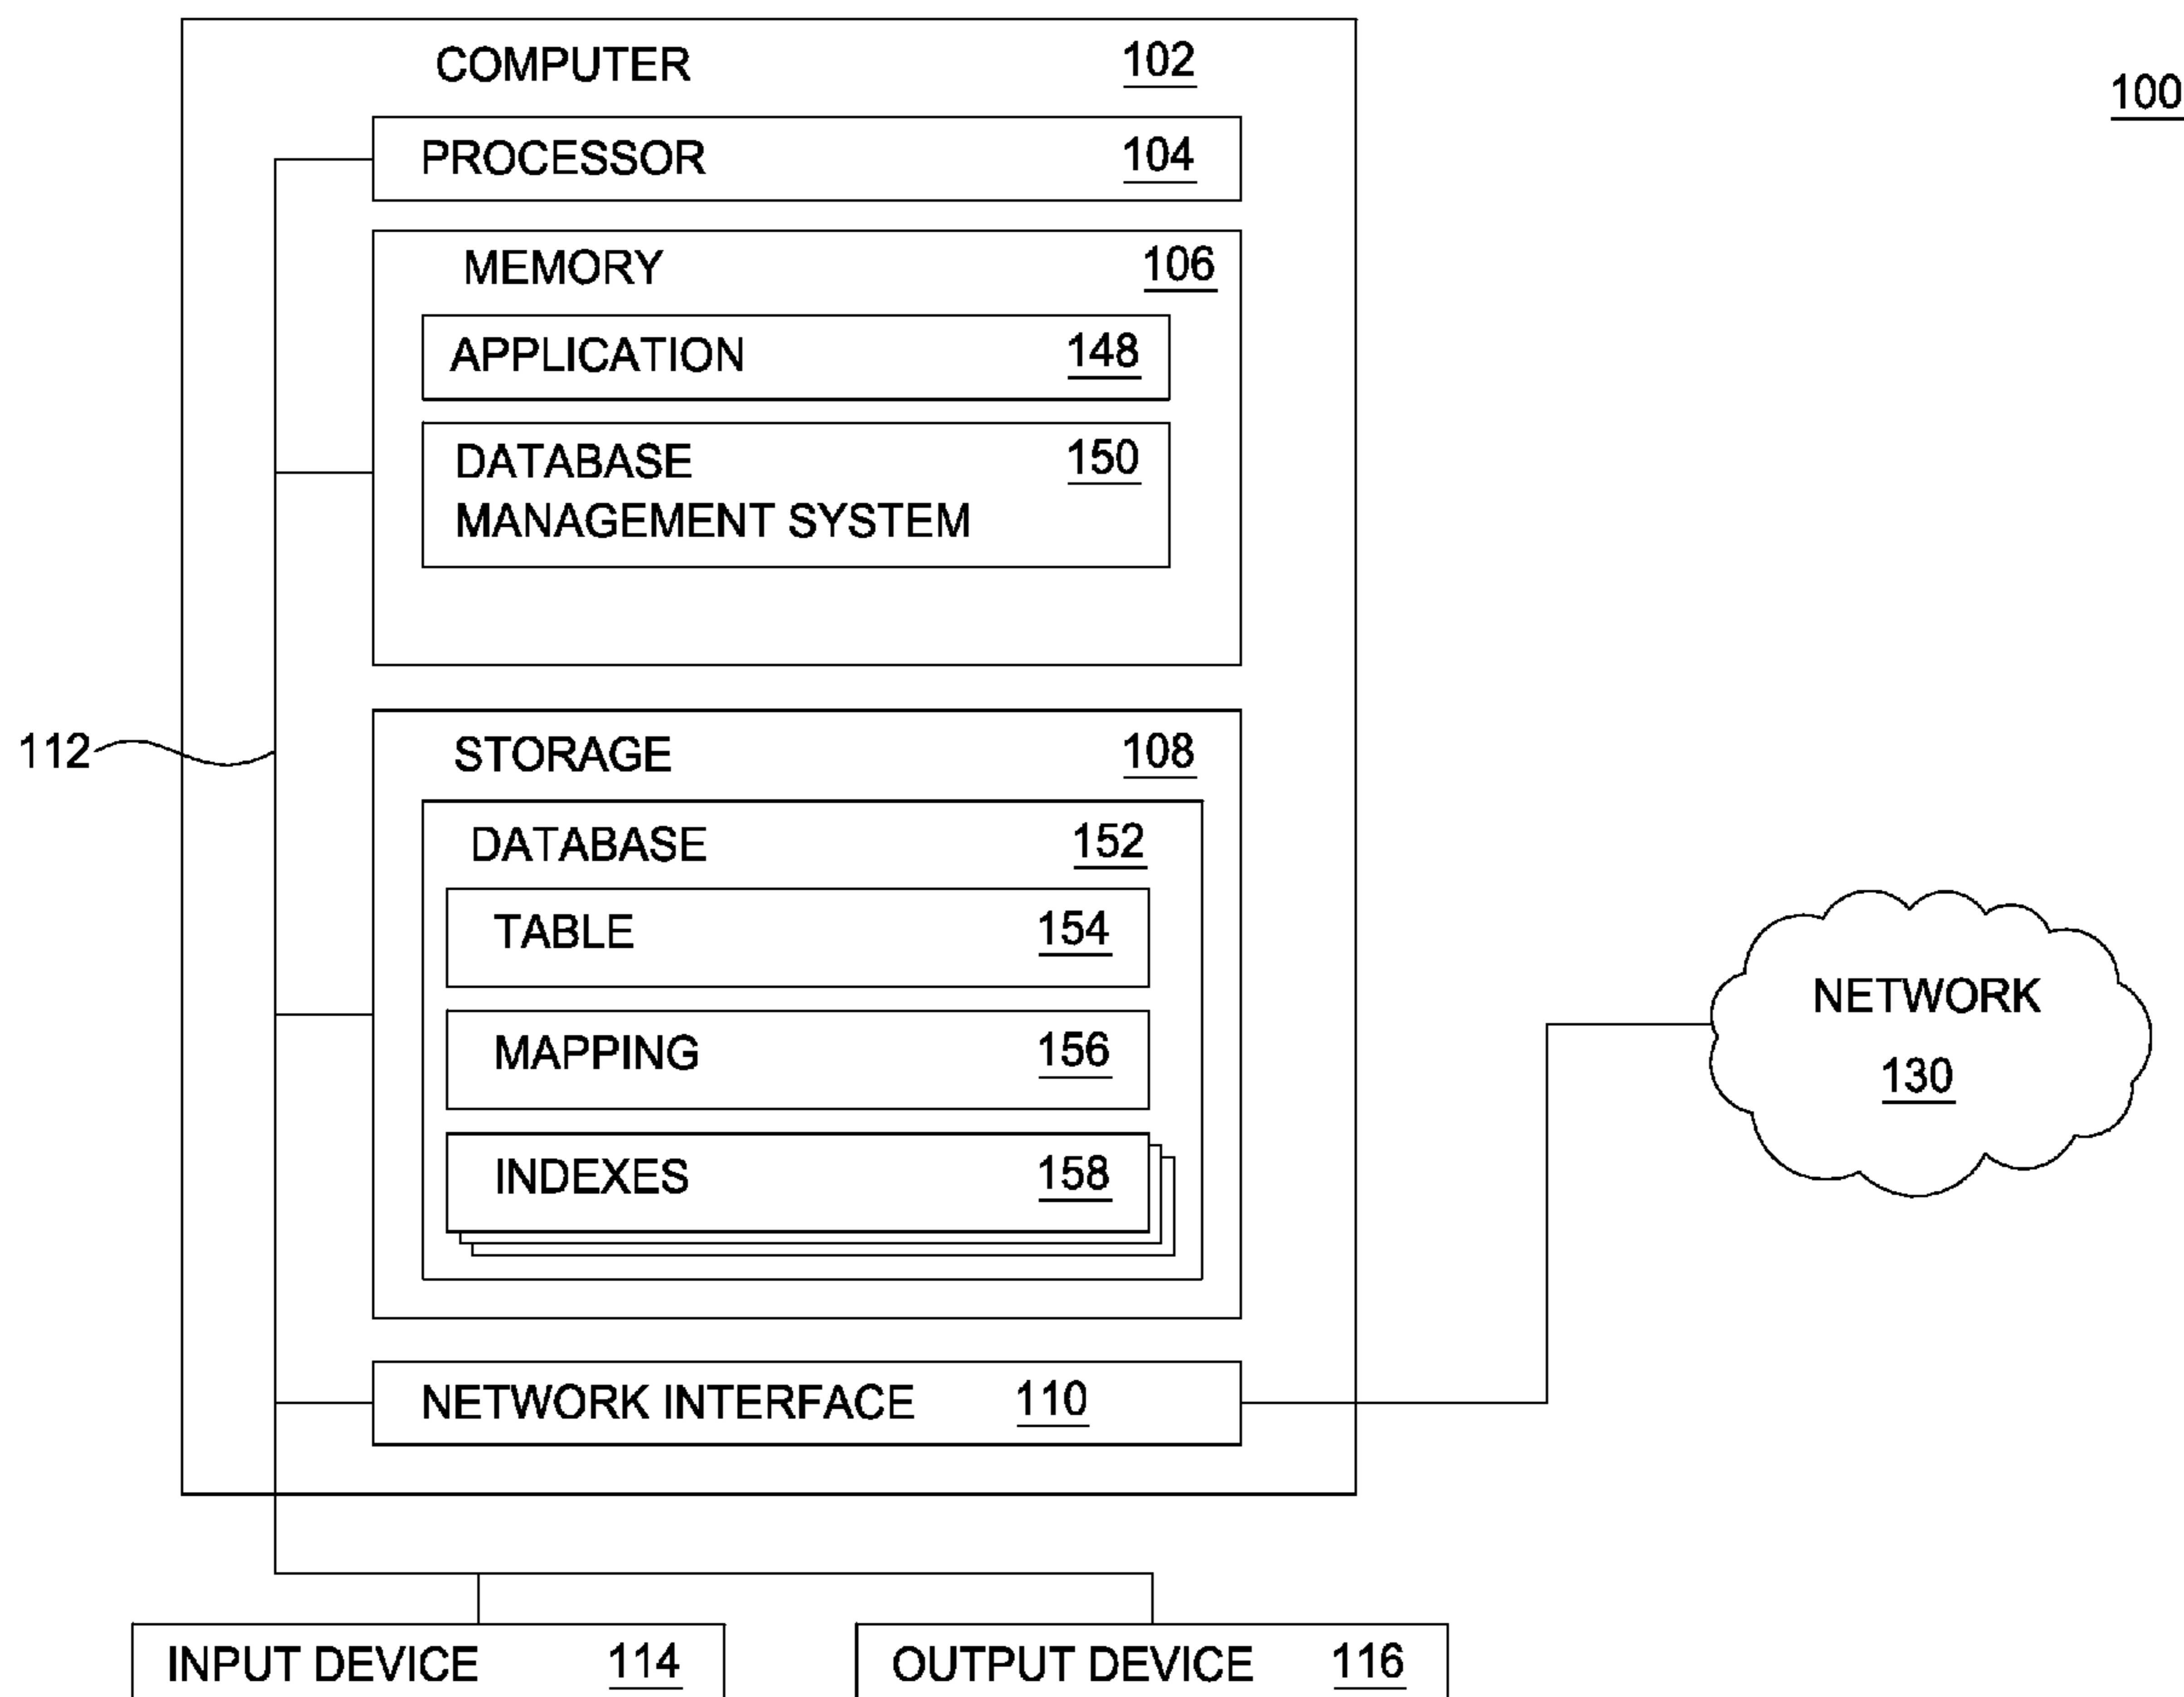 COMPUTER 102
100
PROCESSOR 104
MEMORY 106
APPLICATION 148
DATABASE 150
MANAGEMENT SYSTEM
112
STORAGE 108
DATABASE 152
TABLE 154
MAPPING 156
INDEXES 158
NETWORK
130
NETWORK INTERFACE 110
INPUT DEVICE 114
OUTPUT DEVICE 116